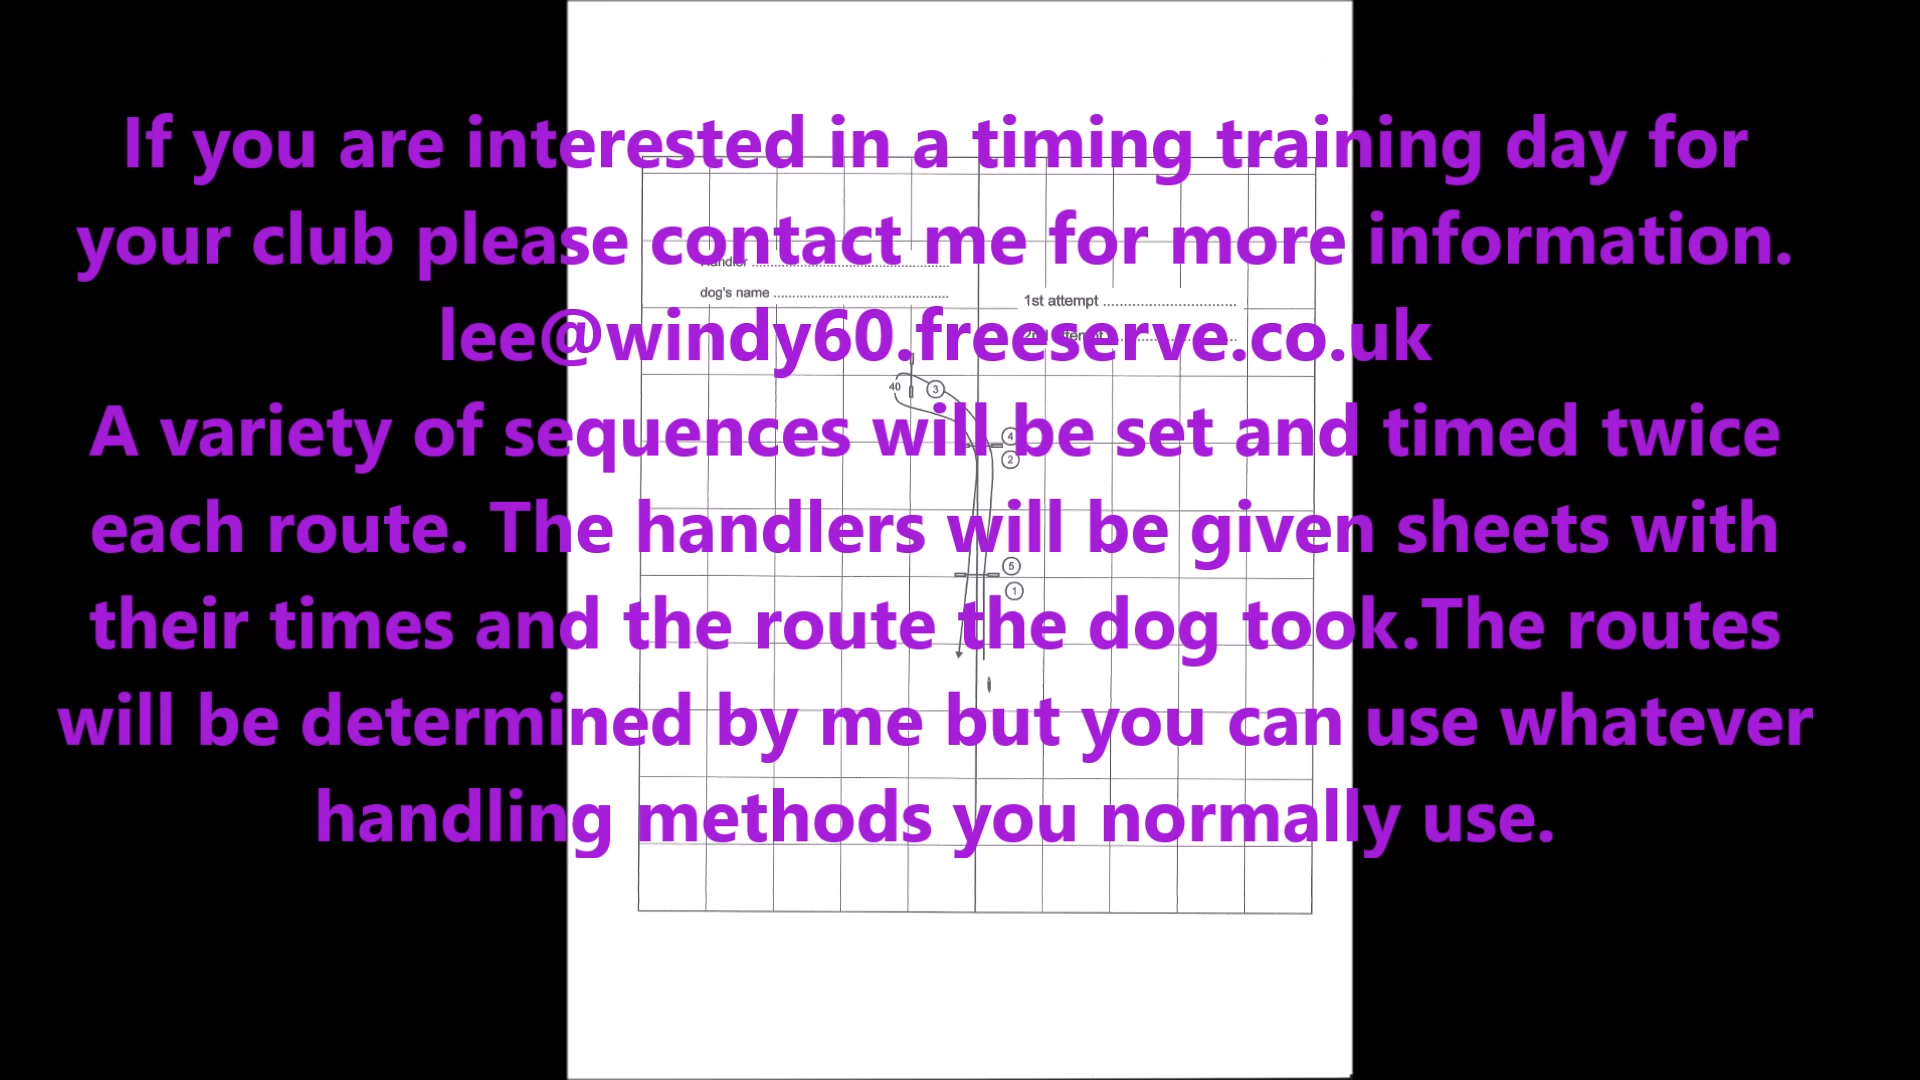 If you are interested in a timing training day for
your club please contact me for more information.
lee@windy60.freeserve.co.uk
A variety of sequences will be set and timed twice
each route. The handlers will be given sheets with
their times and the route the dog took.The routes
will be determined by me but you can use whatever
handling methods you normally use.
dog's name
1st attempt
40
3
4
2
5
1